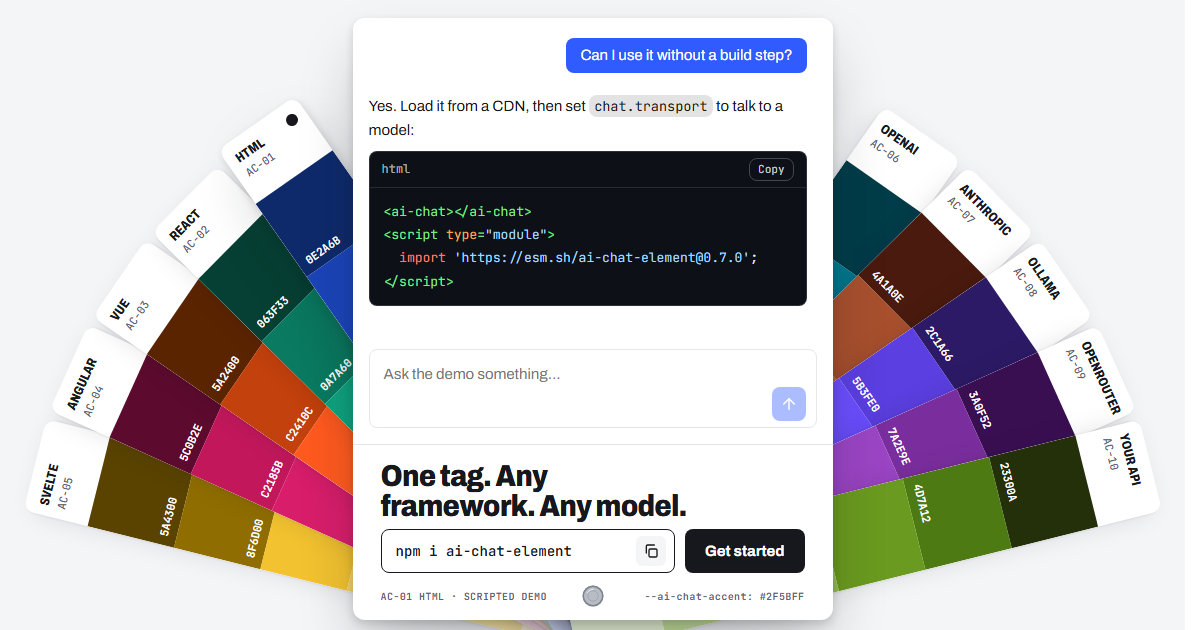 Can I use it without a build step?
Yes. Load it from a CDN, then set chat.transport to talk to a
model:
html
Copy
<ai-chat></ai-chat>
<script type="module">
import 'https://esm.sh/ai-chat-element@0.7.0';
</script>
Ask the demo something...
One tag. Any
framework. Any model.
npm i ai-chat-element
Get started
AC-01 HTML · SCRIPTED DEMO
--ai-chat-accent: #2F5BFF
HTML
AC-01
0E2A6B
REACT
AC-02
063F33
0A7A60
VUE
AC-03
5A2400
C2410C
ANGULAR
AC-04
5C0B2E
C2185B
SVELTE
AC-05
5A4300
8F6D00
OPENAI
AC-06
ANTHROPIC
AC-07
4A1A0E
OLLAMA
AC-08
2C1A66
5B3FE0
OPENROUTER
AC-09
3A0F52
7A2E9E
YOUR API
AC-10
23300A
4D7A12